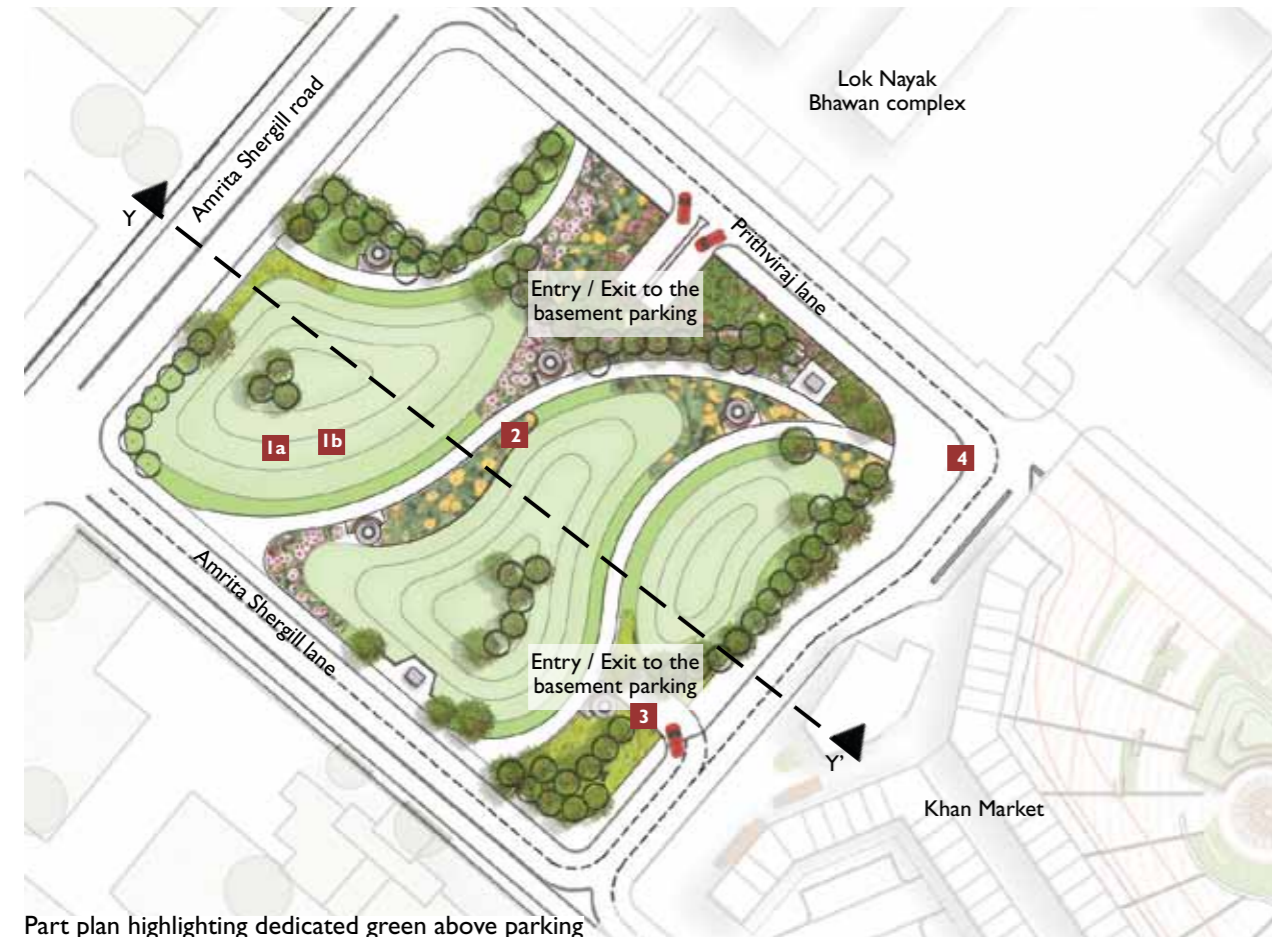 Lok Nayak
Bhawan complex
Amrita Shergill road
Y
Prithviraj lane
Entry / Exit to the
basement parking
1a
1b
2
4
Amrita Shergill lane
Entry / Exit to the
basement parking
3
Y'
Khan Market
Part plan highlighting dedicated green above parking